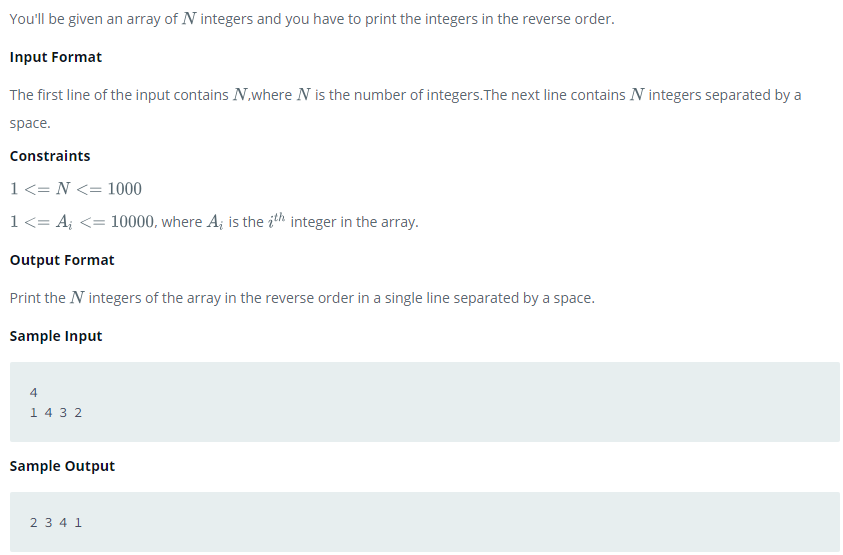 You'll be given an array of N integers and you have to print the integers in the reverse order.
Input Format
The first line of the input contains N,where N is the number of integers.The next line contains N integers separated by a
space.
Constraints
1 <= N <= 1000
1 <= A_i <= 10000, where A_i is the i^th integer in the array.
Output Format
Print the N integers of the array in the reverse order in a single line separated by a space.
Sample Input
4
1 4 3 2
Sample Output
2 3 4 1